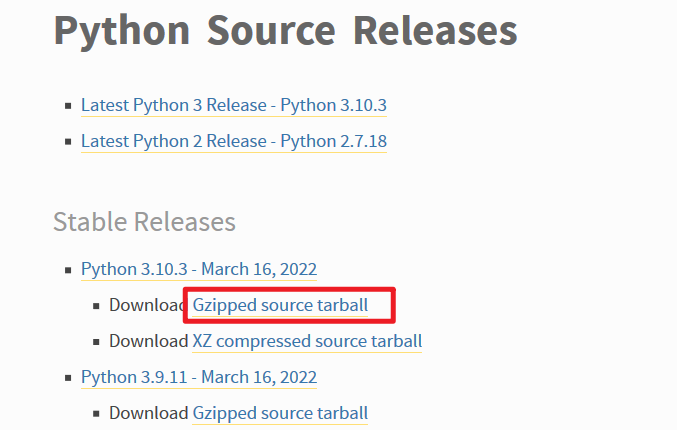 Python Source Releases
Latest Python 3 Release - Python 3.10.3
Latest Python 2 Release - Python 2.7.18
Stable Releases
Python 3.10.3 - March 16, 2022
Download Gzipped source tarball
Download XZ compressed source tarball
Python 3.9.11 - March 16, 2022
Download Gzipped source tarball